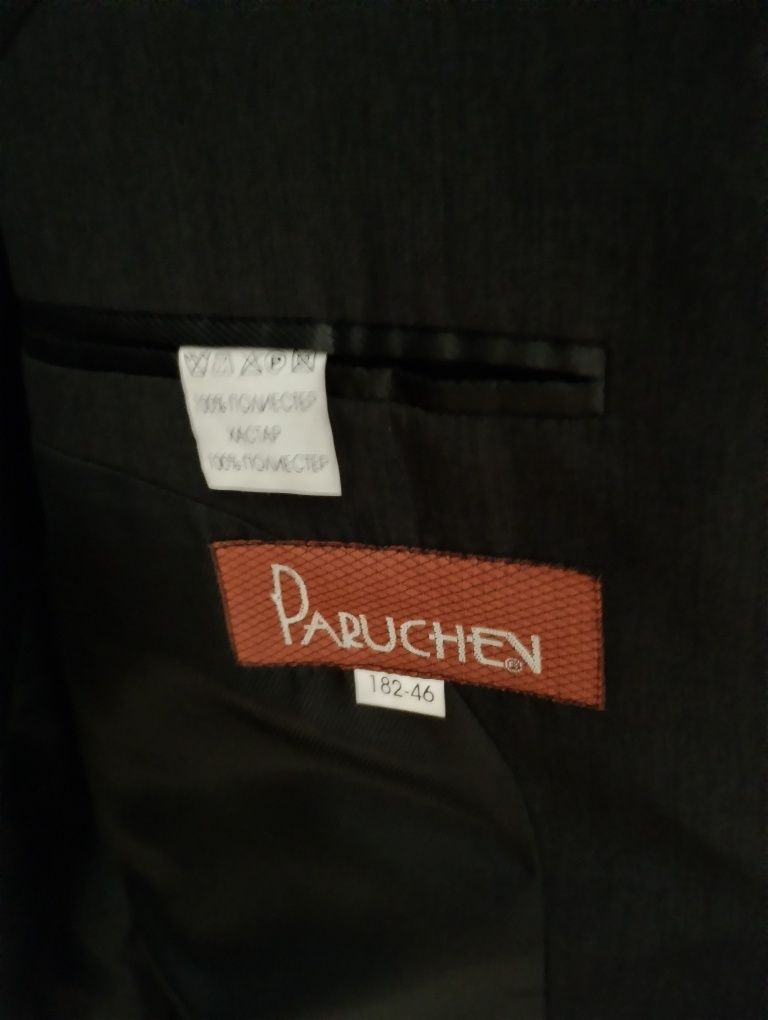 100% ПОЛИЕСТЕР
ХАСТАР
100% ПОЛИЕСТЕР
PARUCHEV®
182-46